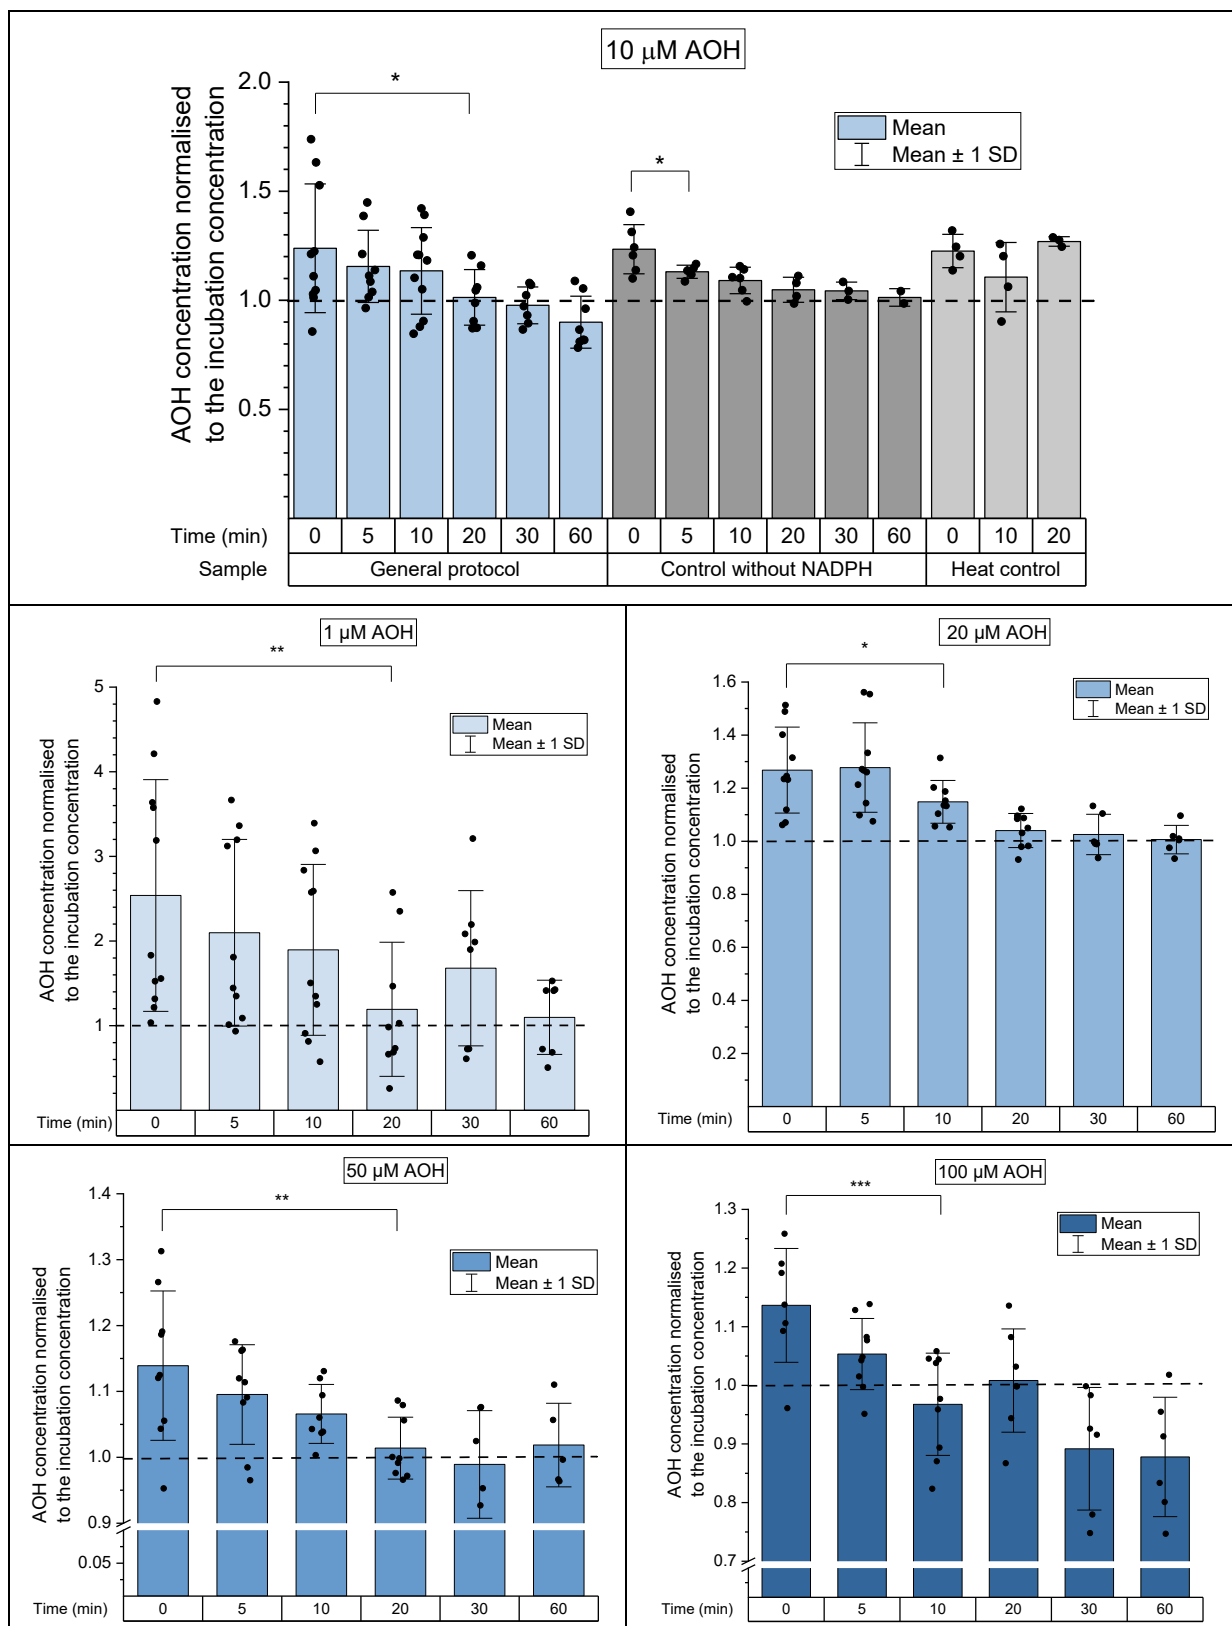 10 μM AOH
*
*
2.0
1.5
1.0
0.5
AOH concentration normalised
to the incubation concentration
Mean
Mean ± 1 SD
Time (min) 0 5 10 20 30 60 0 5 10 20 30 60 0 10 20
Sample General protocol Control without NADPH Heat control
1 µM AOH
**
5
4
3
2
1
AOH concentration normalised
to the incubation concentration
Mean
Mean ± 1 SD
Time (min) 0 5 10 20 30 60
20 µM AOH
*
1.6
1.4
1.2
1.0
0.8
0.6
0.4
0.2
AOH concentration normalised
to the incubation concentration
Mean
Mean ± 1 SD
Time (min) 0 5 10 20 30 60
50 µM AOH
**
1.4
1.3
1.2
1.1
1.0
0.9
0.05
AOH concentration normalised
to the incubation concentration
Mean
Mean ± 1 SD
Time (min) 0 5 10 20 30 60
100 µM AOH
***
1.3
1.2
1.1
1.0
0.9
0.8
0.7
AOH concentration normalised
to the incubation concentration
Mean
Mean ± 1 SD
Time (min) 0 5 10 20 30 60